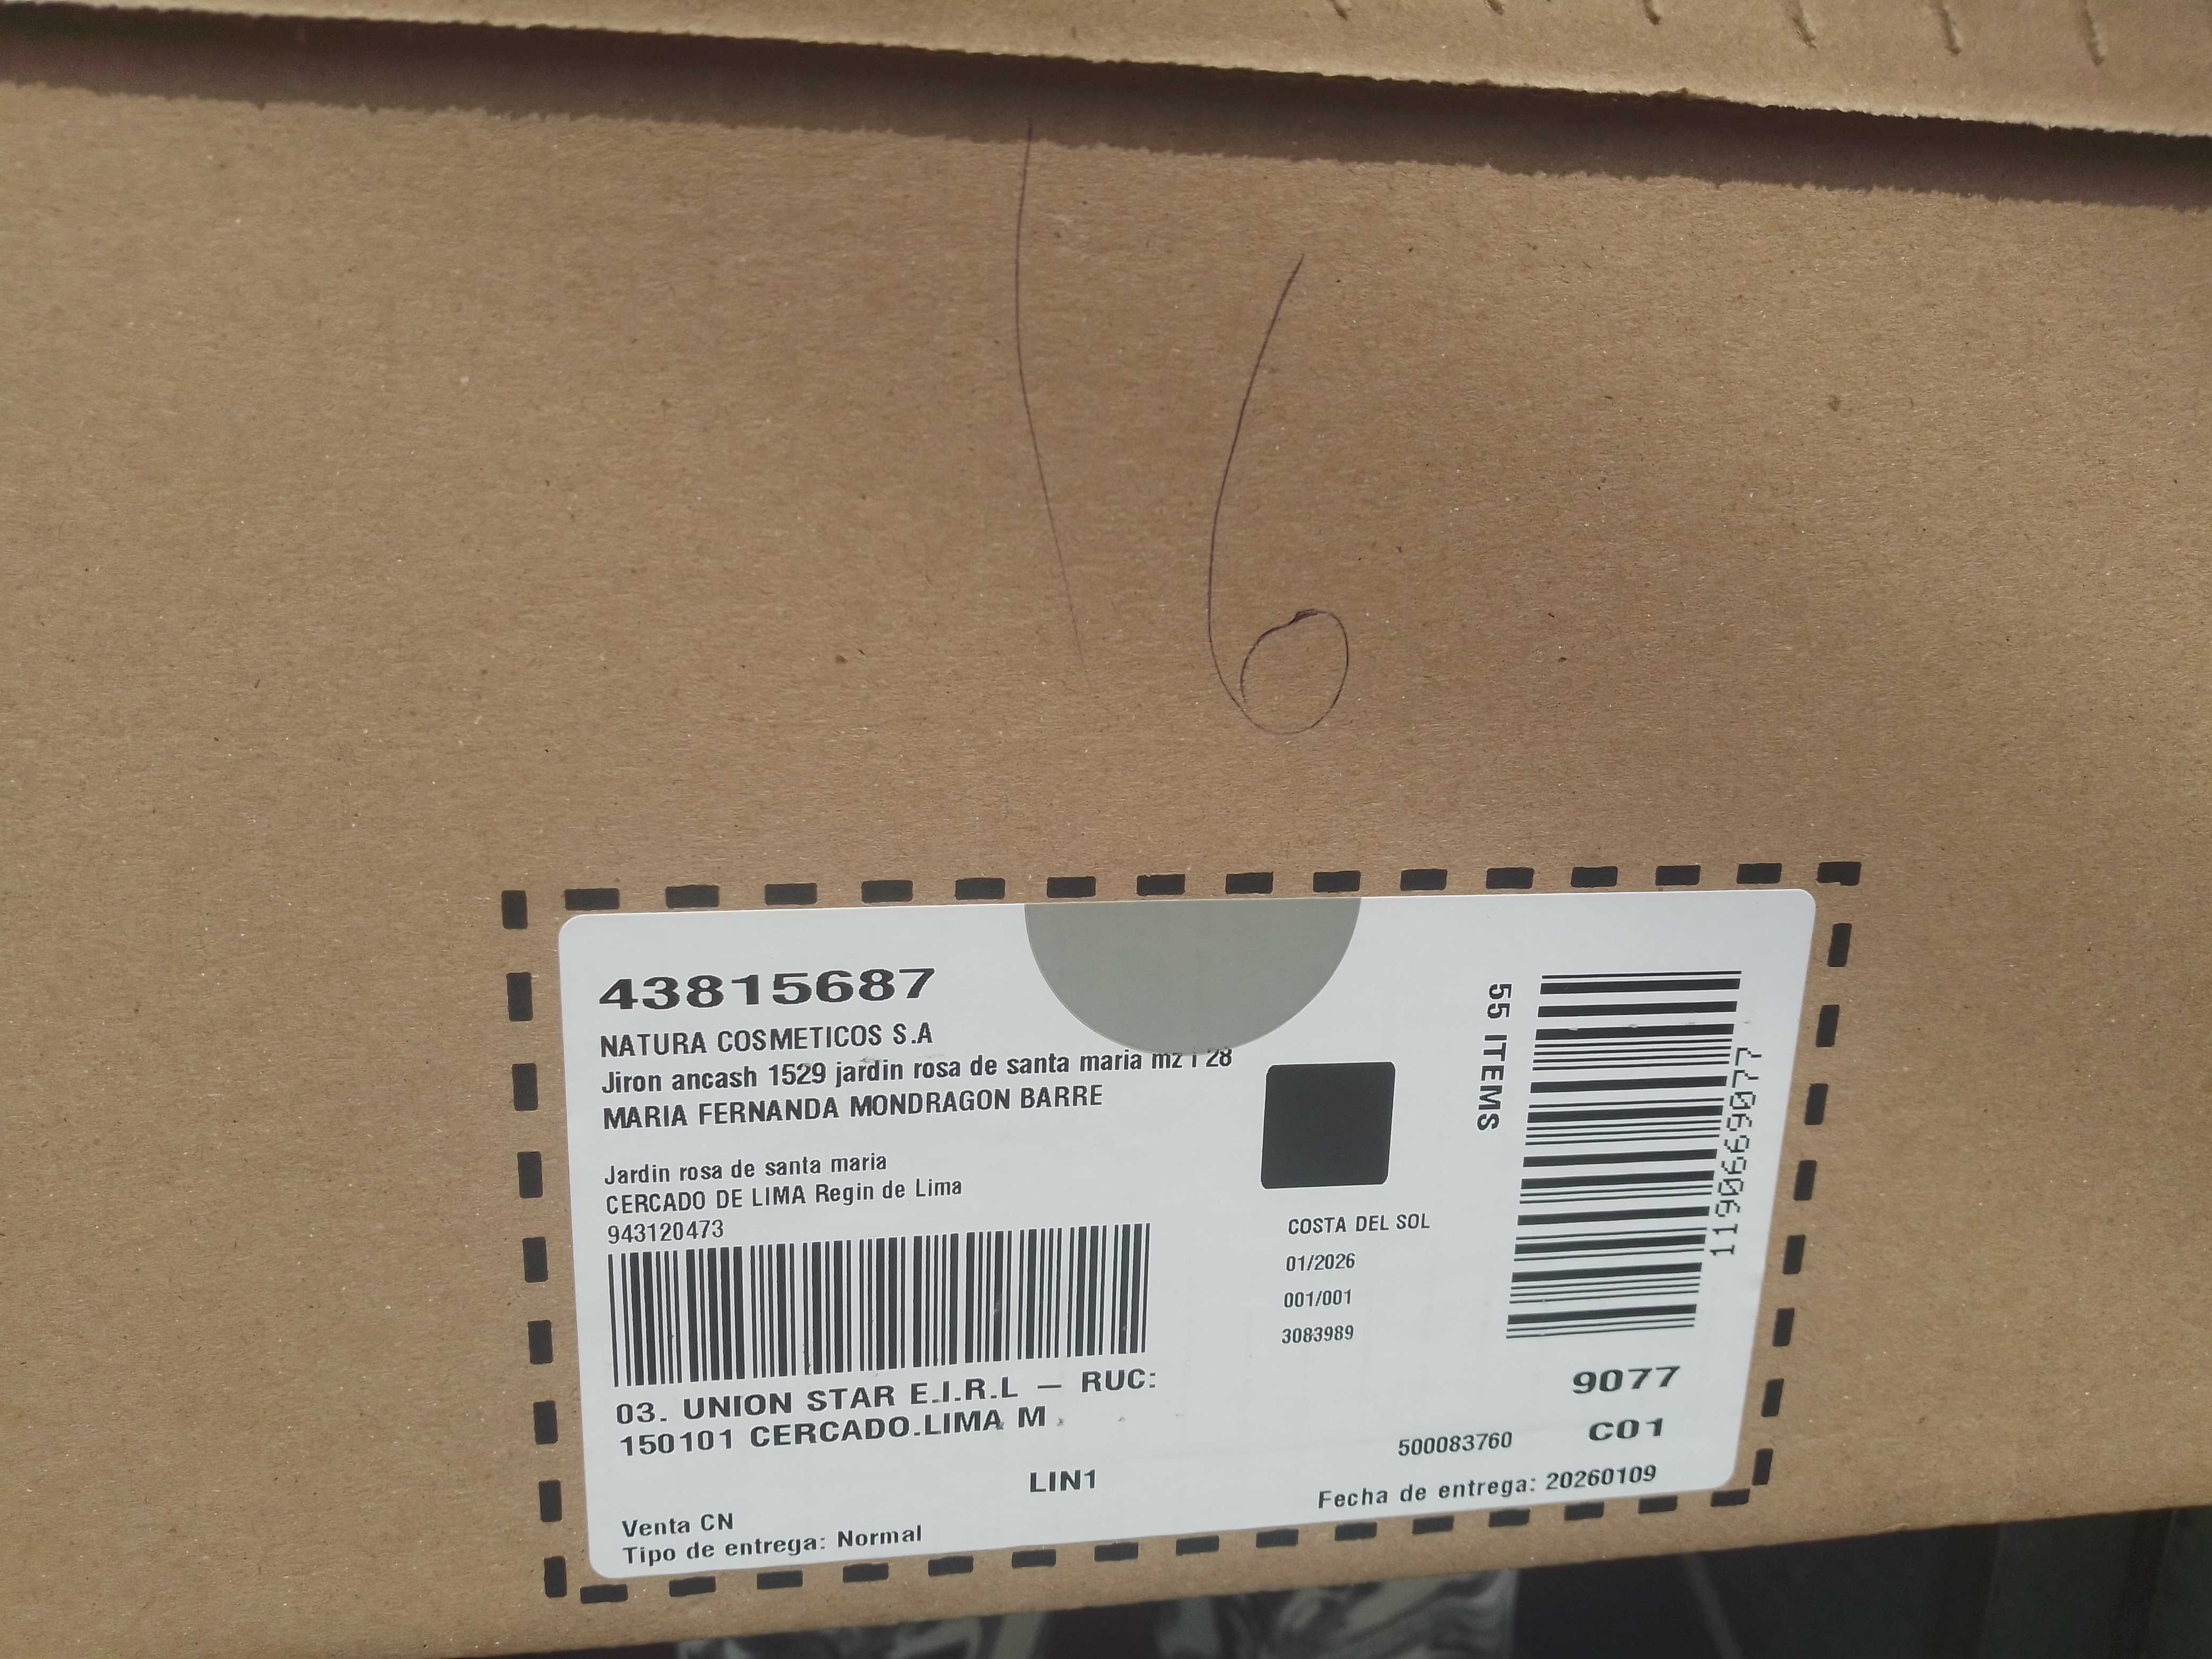 16
43815687
NATURA COSMETICOS S.A
Jiron ancash 1529 jardin rosa de santa maria mz i 28
MARIA FERNANDA MONDRAGON BARRE
Jardin rosa de santa maria
CERCADO DE LIMA Regin de Lima
943120473
03. UNION STAR E.I.R.L — RUC:
150101 CERCADO.LIMA M
LIN1
Venta CN
Tipo de entrega: Normal
COSTA DEL SOL
01/2026
001/001
3083989
55 ITEMS
11906699077
9077
C01
500083760
Fecha de entrega: 20260109